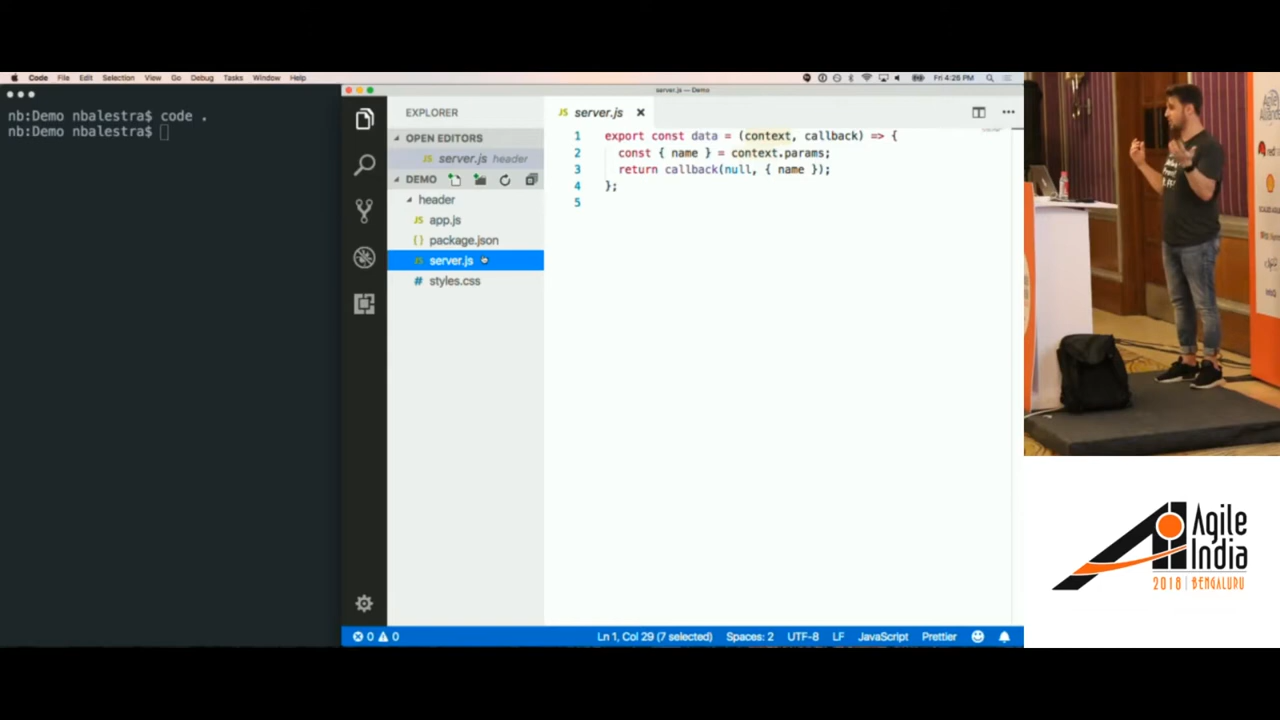 Code File Edit Selection View Go Debug Tasks Window Help
Fri 4:26 PM
server.js — Demo
nb:Demo nbalestra$ code .
nb:Demo nbalestra$
EXPLORER
OPEN EDITORS
server.js header
DEMO
header
JS app.js
{} package.json
JS server.js
# styles.css
JS server.js
1 export const data = (context, callback) => {
2 const { name } = context.params;
3 return callback(null, { name });
4 };
5
0 0
Ln 1, Col 29 (7 selected) Spaces: 2 UTF-8 LF JavaScript Prettier
Agile
India
2018 | BENGALURU